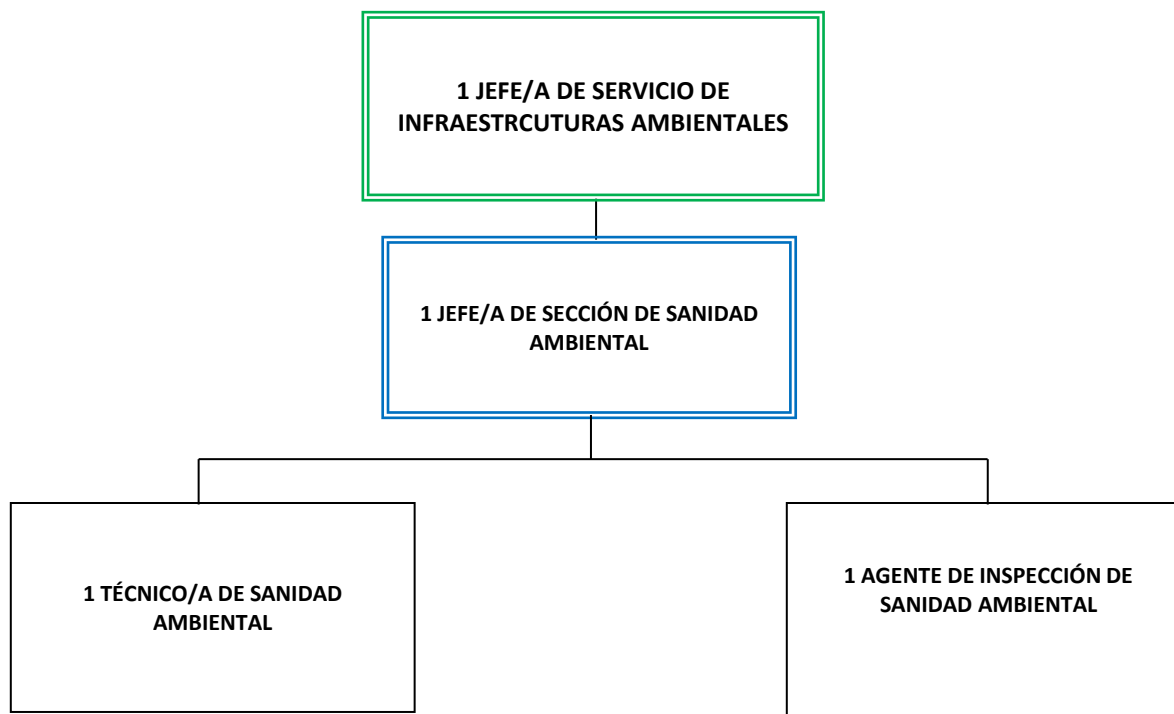 1 JEFE/A DE SERVICIO DE
INFRAESTRCUTURAS AMBIENTALES
1 JEFE/A DE SECCIÓN DE SANIDAD
AMBIENTAL
1 TÉCNICO/A DE SANIDAD
AMBIENTAL
1 AGENTE DE INSPECCIÓN DE
SANIDAD AMBIENTAL